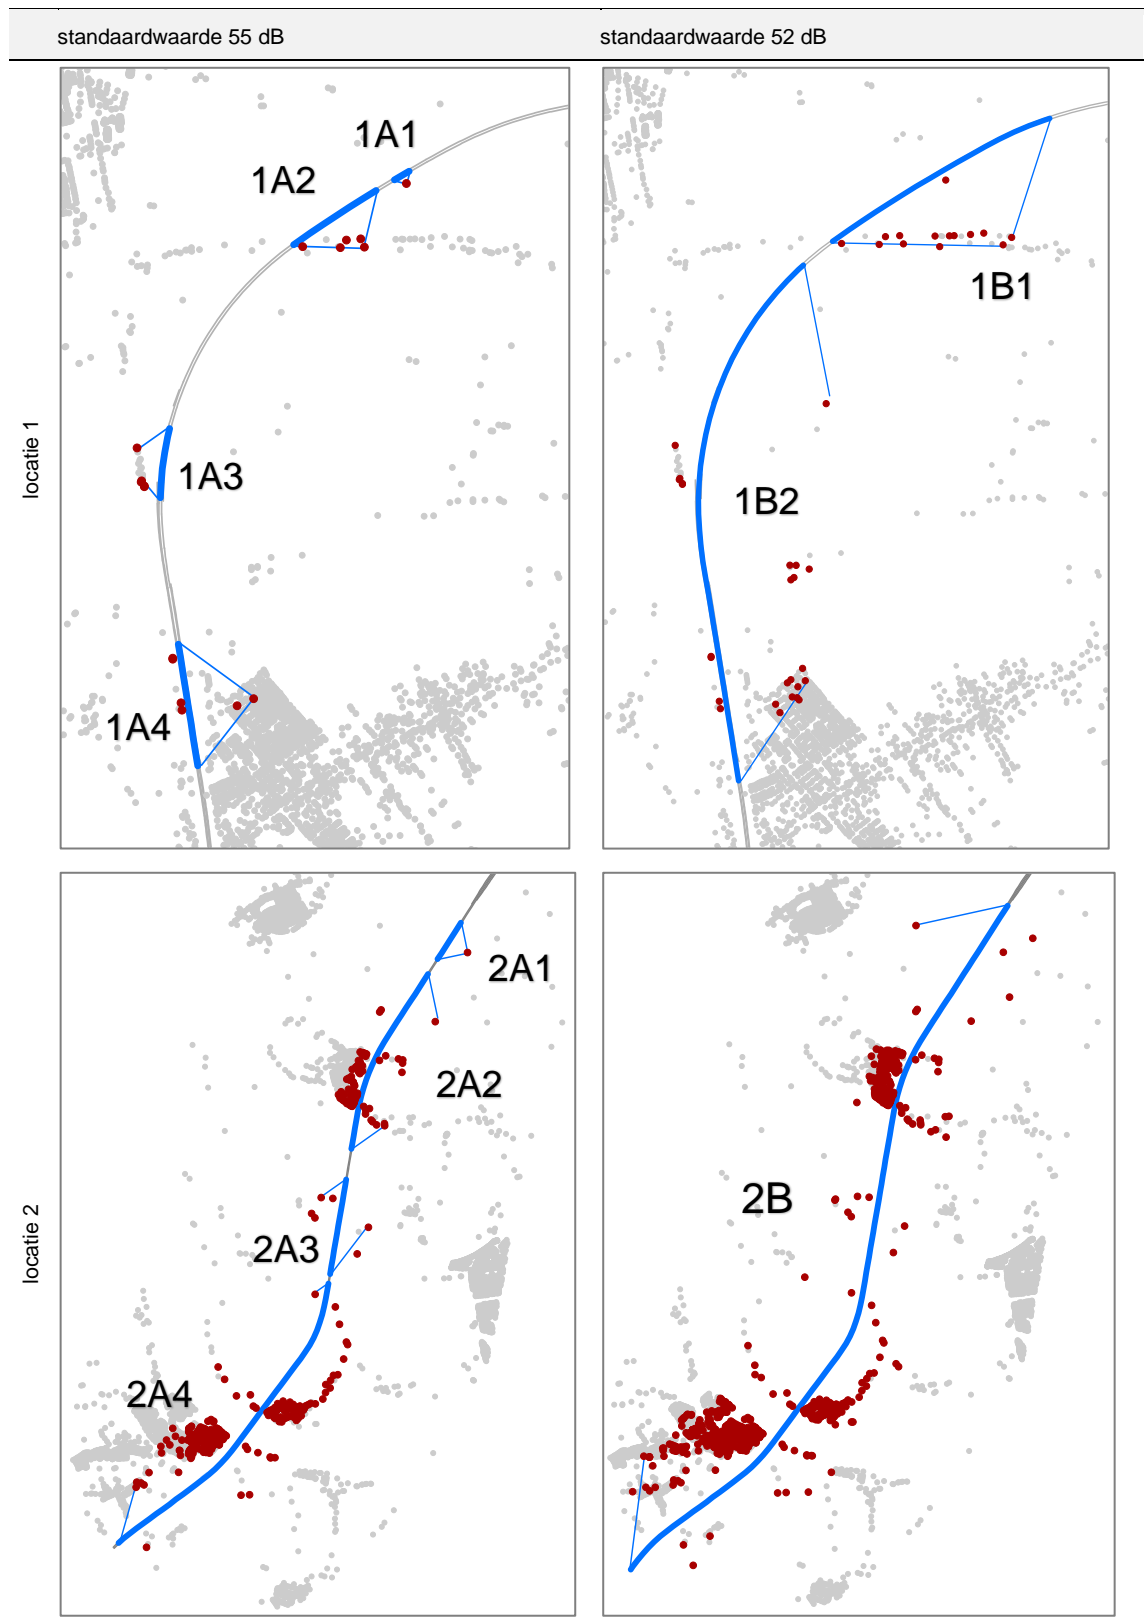 standaardwaarde 55 dB
standaardwaarde 52 dB
locatie 1
1A1
1A2
1A3
1A4
1B1
1B2
locatie 2
2A1
2A2
2A3
2A4
2B